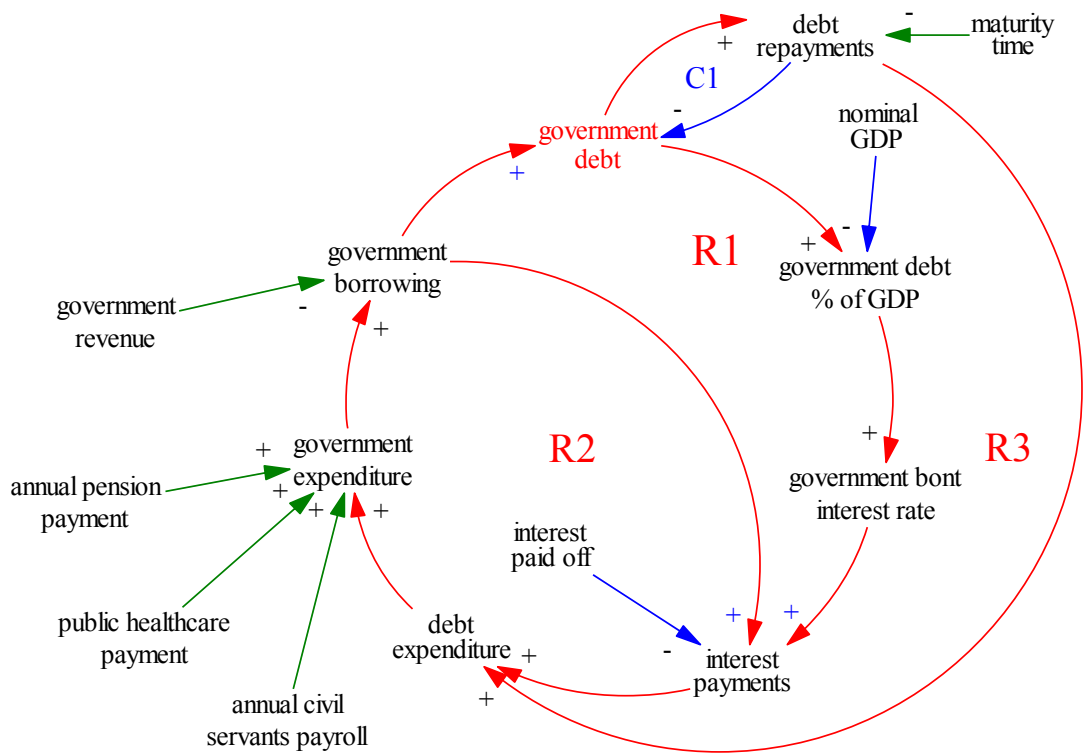 debt
repayments
-
maturity
time
+
C1
-
nominal
GDP
government
debt
+
R1
-
+
government debt
% of GDP
government
borrowing
government
revenue
-
+
+
R2
R3
government
expenditure
+
annual pension
payment
+
+
+
government bont
interest rate
interest
paid off
public healthcare
payment
debt
expenditure
+
+
-
interest
payments
+
+
annual civil
servants payroll